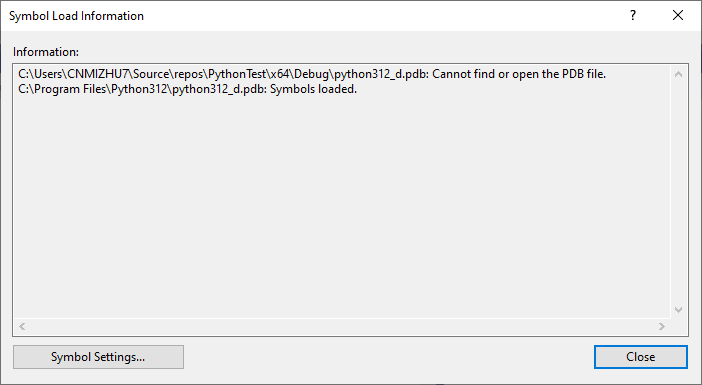 Symbol Load Information
?
Information:
C:\Users\CNMIZHU7\Source\repos\PythonTest\x64\Debug\python312_d.pdb: Cannot find or open the PDB file.
C:\Program Files\Python312\python312_d.pdb: Symbols loaded.
Symbol Settings...
Close